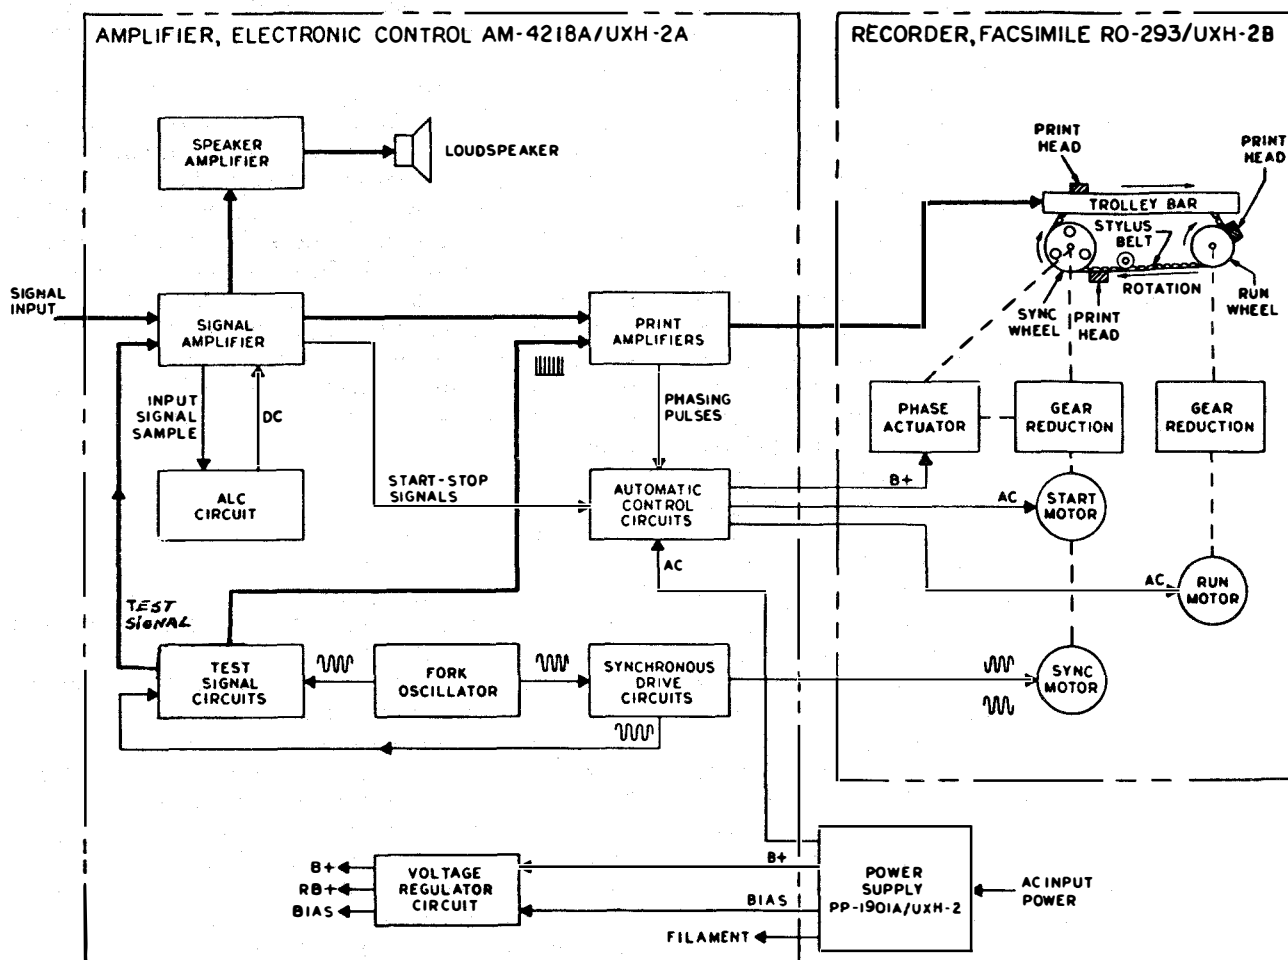 AMPLIFIER, ELECTRONIC CONTROL AM-4218A/UXH-2A
RECORDER, FACSIMILE RO-293/UXH-2B
SPEAKER
AMPLIFIER
LOUDSPEAKER
PRINT
HEAD
PRINT
HEAD
TROLLEY BAR
STYLUS
BELT
ROTATION
SYNC
WHEEL
PRINT
HEAD
RUN
WHEEL
SIGNAL
INPUT
SIGNAL
AMPLIFIER
PRINT
AMPLIFIERS
INPUT
SIGNAL
SAMPLE
DC
PHASING
PULSES
PHASE
ACTUATOR
GEAR
REDUCTION
GEAR
REDUCTION
ALC
CIRCUIT
START-STOP
SIGNALS
AUTOMATIC
CONTROL
CIRCUITS
B+
AC
START
MOTOR
AC
AC
RUN
MOTOR
TEST
SIGNAL
TEST
SIGNAL
CIRCUITS
FORK
OSCILLATOR
SYNCHRONOUS
DRIVE
CIRCUITS
SYNC
MOTOR
B+
RB+
BIAS
VOLTAGE
REGULATOR
CIRCUIT
B+
BIAS
FILAMENT
POWER
SUPPLY
PP-1901A/UXH-2
AC INPUT
POWER